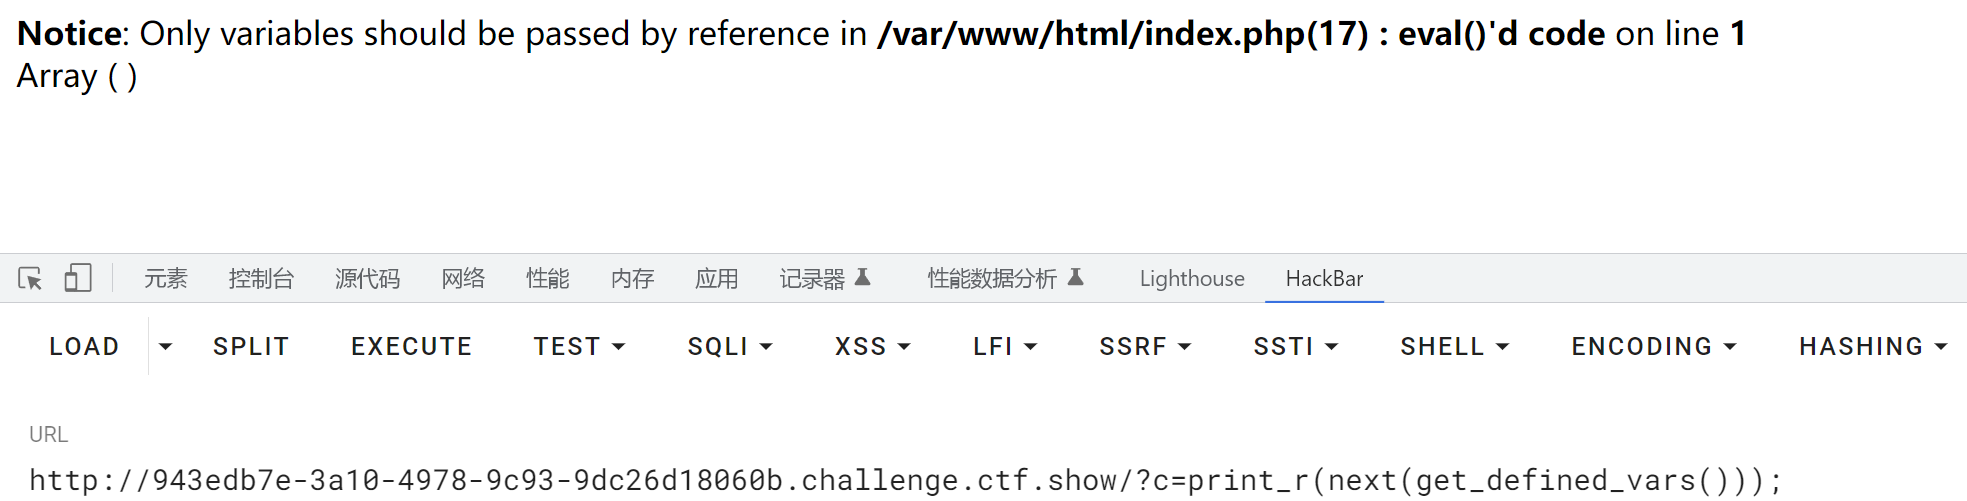 Notice: Only variables should be passed by reference in /var/www/html/index.php(17) : eval()'d code on line 1
Array ( )
元素 控制台 源代码 网络 性能 内存 应用 记录器 性能数据分析 Lighthouse HackBar
LOAD SPLIT EXECUTE TEST SQLI XSS LFI SSRF SSTI SHELL ENCODING HASHING
URL
http://943edb7e-3a10-4978-9c93-9dc26d18060b.challenge.ctf.show/?c=print_r(next(get_defined_vars()));